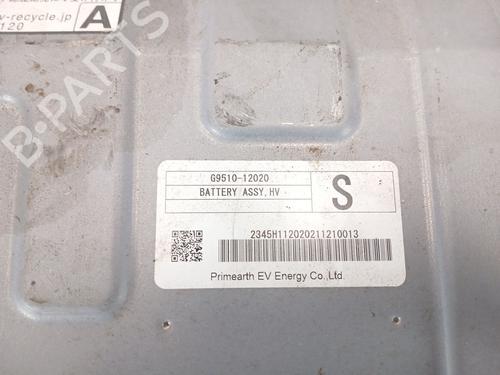 v-recycle.jp
120
A
B-PARTS
G9510-12020
BATTERY ASSY,HV
S
2345H112020211210013
Primearth EV Energy Co.,Ltd.